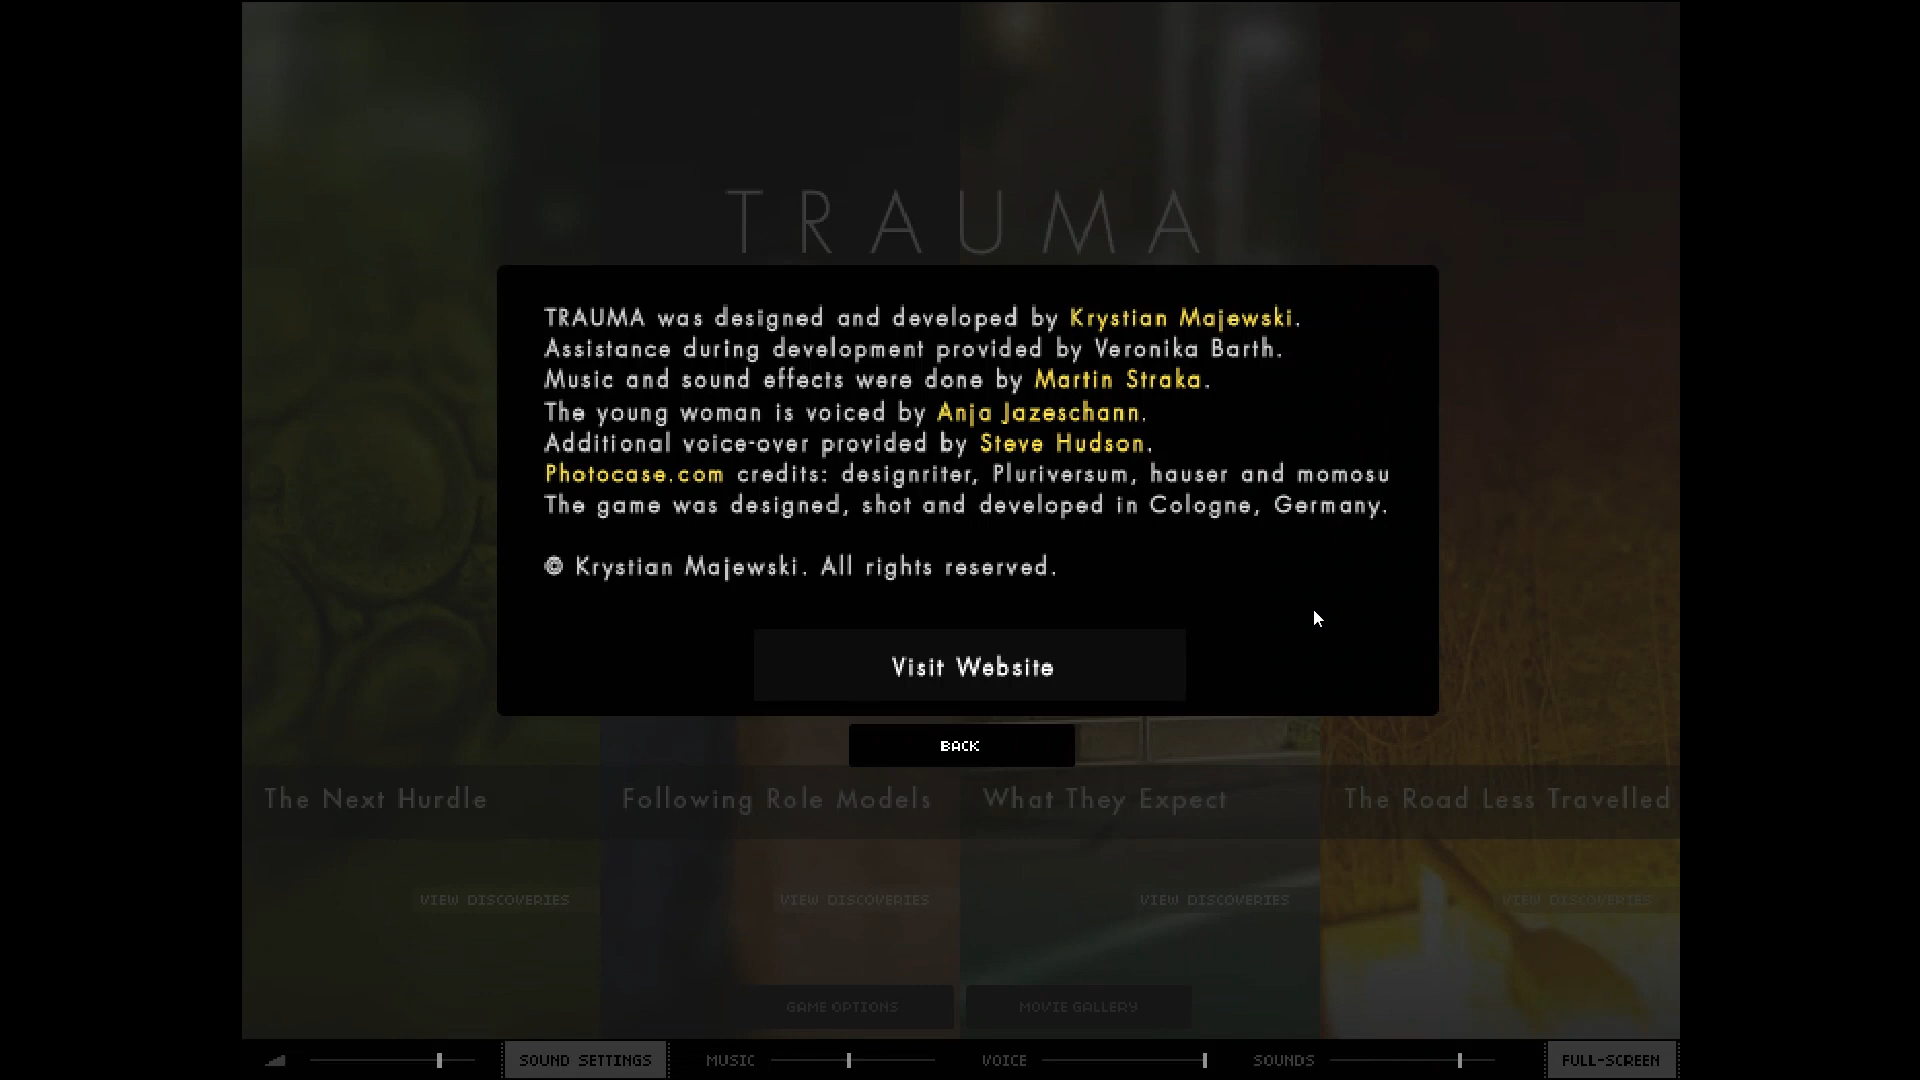 TRAUMA
TRAUMA was designed and developed by Krystian Majewski.
Assistance during development provided by Veronika Barth.
Music and sound effects were done by Martin Straka.
The young woman is voiced by Anja Jazeschann.
Additional voice-over provided by Steve Hudson.
Photocase.com credits: designriter, Pluriversum, hauser and momosu
The game was designed, shot and developed in Cologne, Germany.
© Krystian Majewski. All rights reserved.
Visit Website
BACK
The Next Hurdle
Following Role Models
What They Expect
The Road Less Travelled
VIEW DISCOVERIES
VIEW DISCOVERIES
VIEW DISCOVERIES
VIEW DISCOVERIES
GAME OPTIONS
MOVIE GALLERY
SOUND SETTINGS
MUSIC
VOICE
SOUNDS
FULL-SCREEN